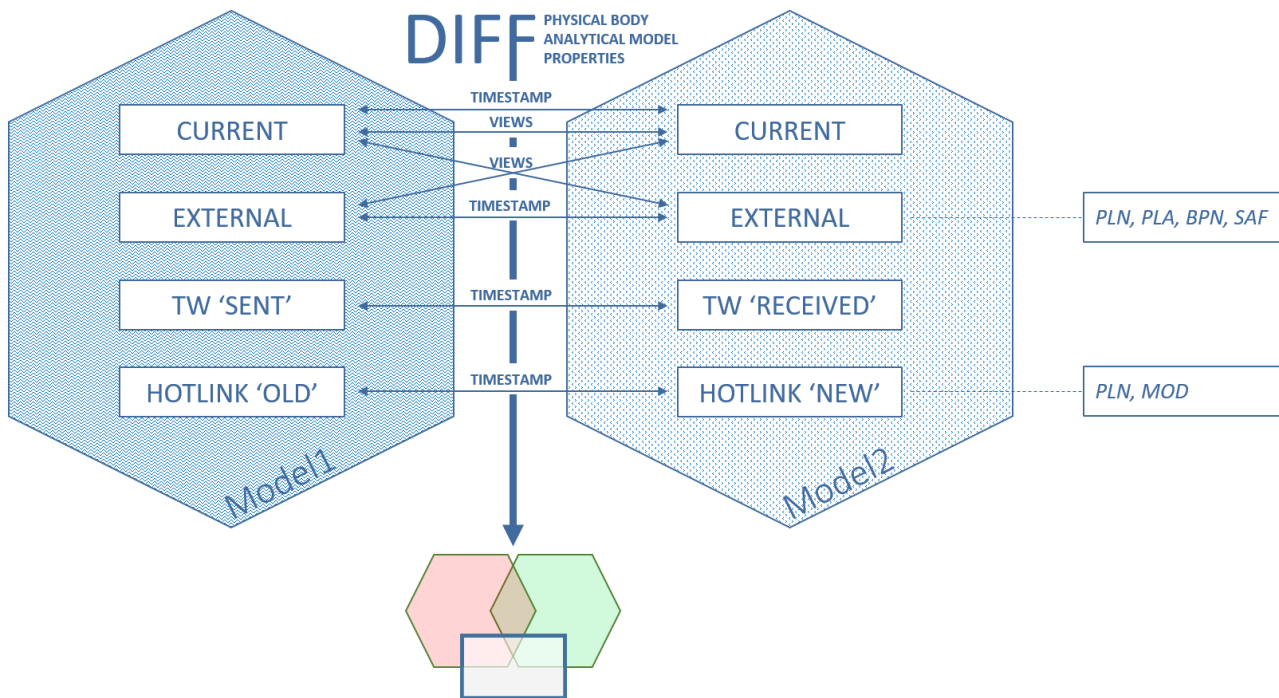 DIFF
PHYSICAL BODY
ANALYTICAL MODEL
PROPERTIES
TIMESTAMP
CURRENT
VIEWS
CURRENT
VIEWS
EXTERNAL
TIMESTAMP
EXTERNAL
PLN, PLA, BPN, SAF
TW ‘SENT’
TIMESTAMP
TW ‘RECEIVED’
HOTLINK ‘OLD’
TIMESTAMP
HOTLINK ‘NEW’
PLN, MOD
Model1
Model2